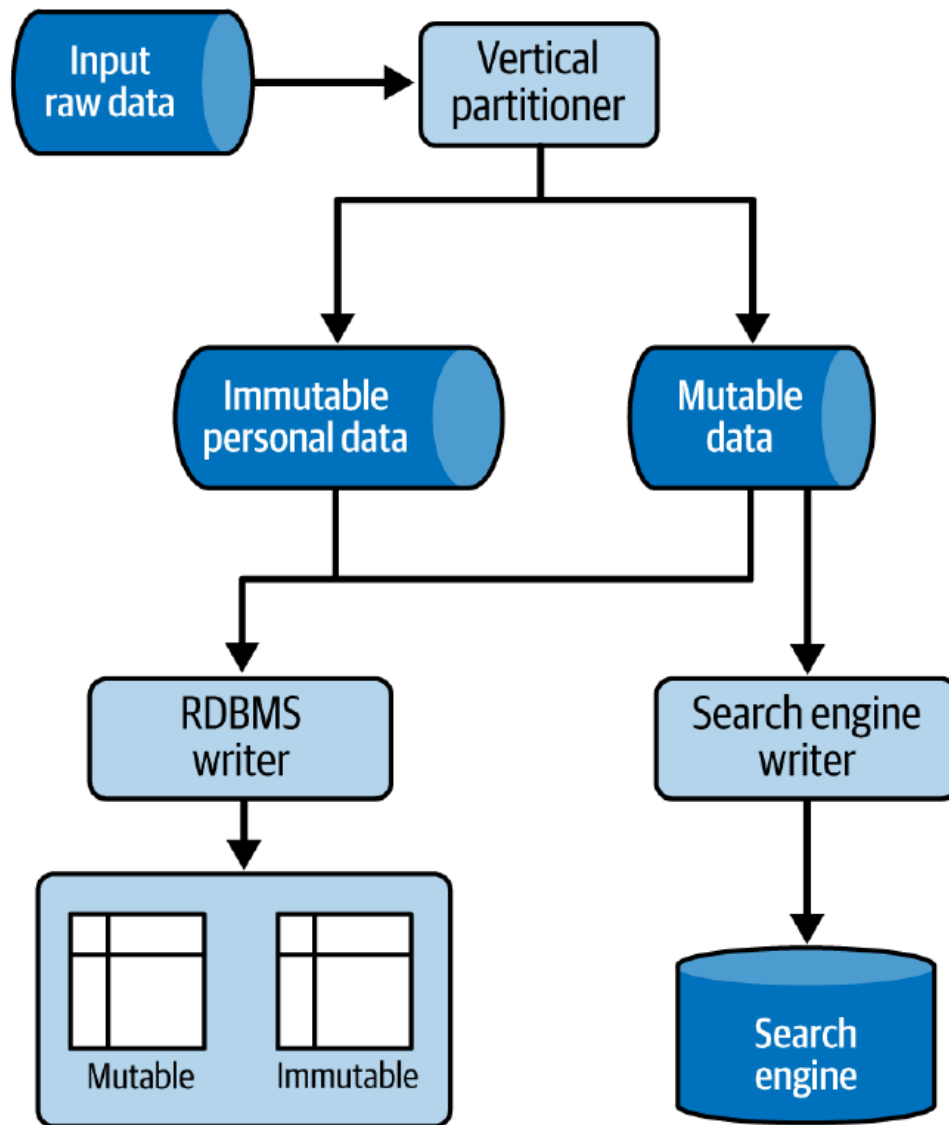 Input
raw data
Vertical
partitioner
Immutable
personal data
Mutable
data
RDBMS
writer
Search engine
writer
Mutable
Immutable
Search
engine